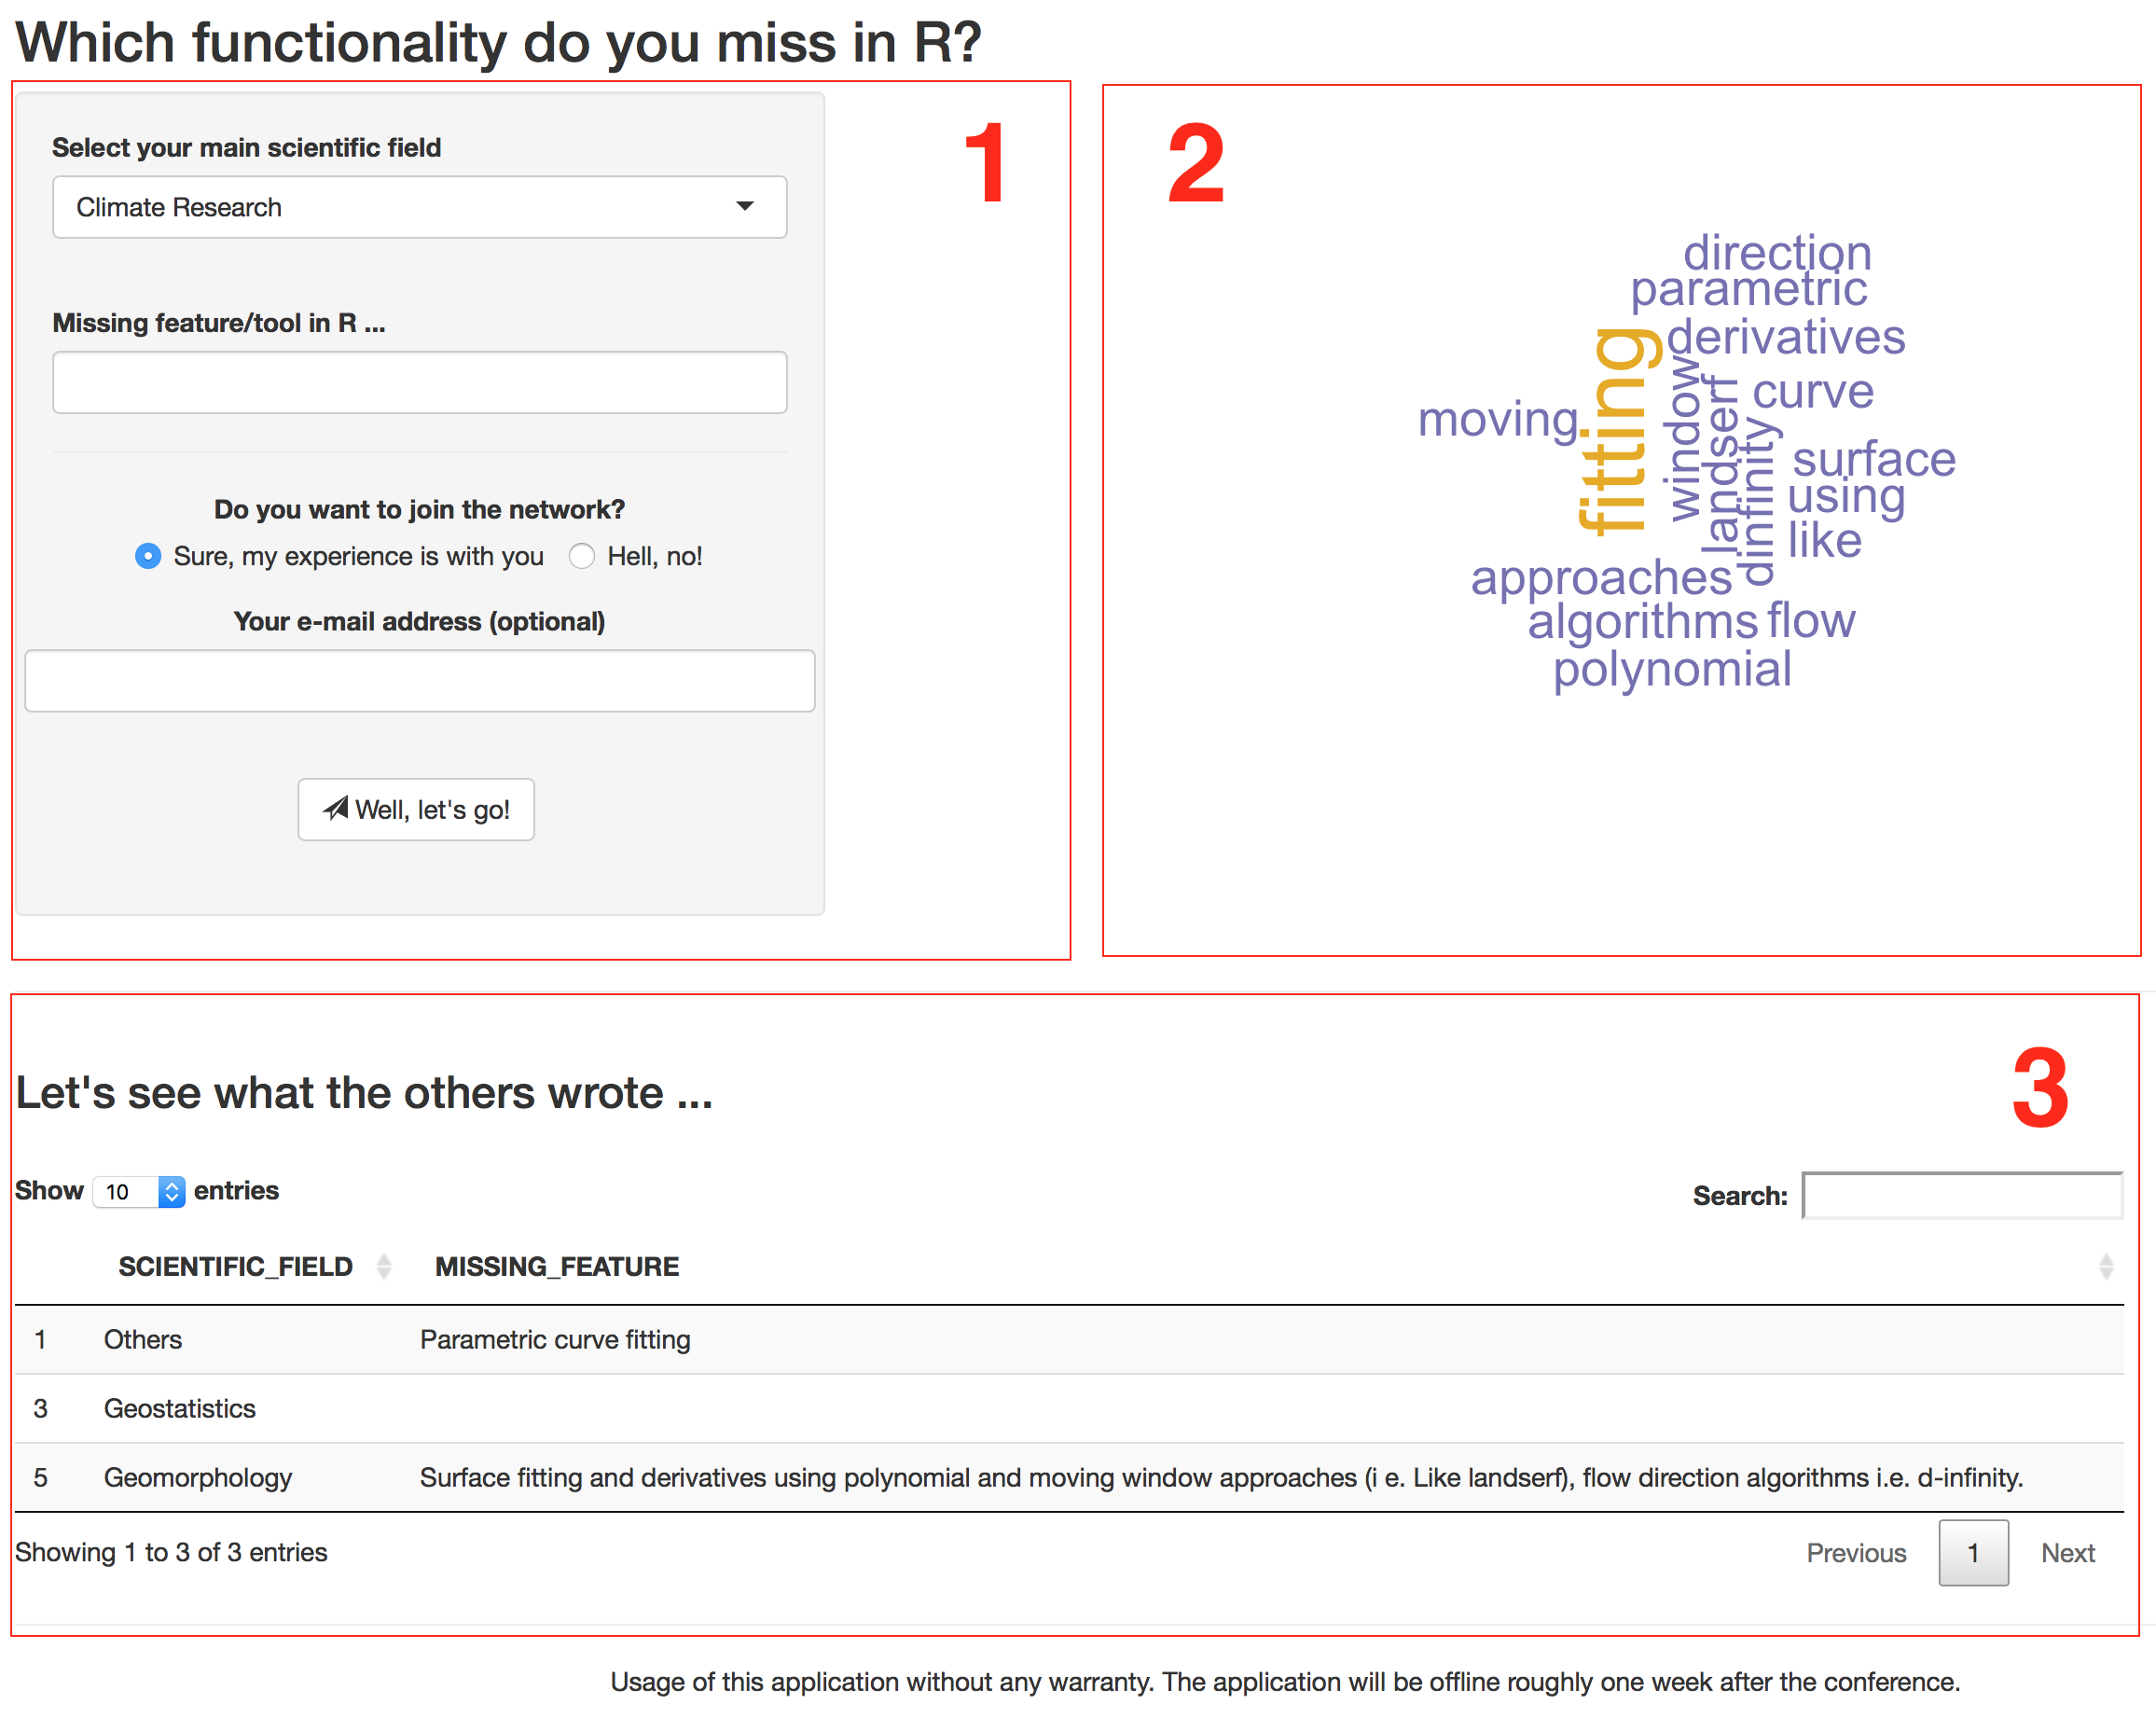 Which functionality do you miss in R?
1
Select your main scientific field
Climate Research
Missing feature/tool in R ...
Do you want to join the network?
Sure, my experience is with you Hell, no!
Your e-mail address (optional)
Well, let's go!
2
direction
parametric
derivatives
fitting
window
landserf
dinfinity
curve
moving
surface
using
like
approaches
algorithms flow
polynomial
3
Let's see what the others wrote ...
Show 10 entries Search:
SCIENTIFIC_FIELD MISSING_FEATURE
1 Others Parametric curve fitting
3 Geostatistics
5 Geomorphology Surface fitting and derivatives using polynomial and moving window approaches (i e. Like landserf), flow direction algorithms i.e. d-infinity.
Showing 1 to 3 of 3 entries Previous 1 Next
Usage of this application without any warranty. The application will be offline roughly one week after the conference.